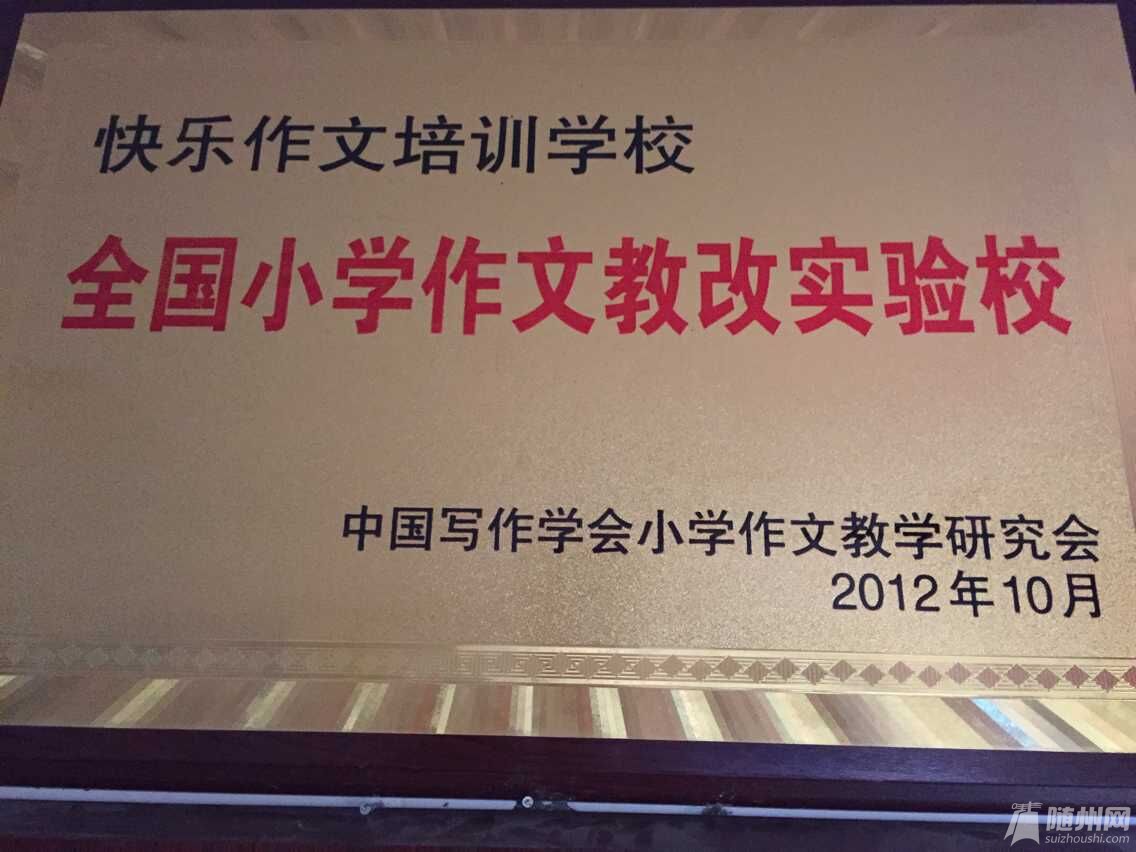 快乐作文培训学校
全国小学作文教改实验校
中国写作学会小学作文教学研究会
2012年10月
随州网
suizhoushi.com